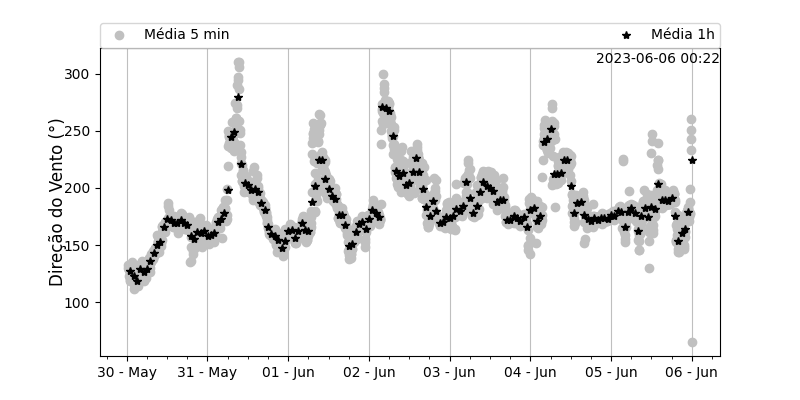 Média 5 min
Média 1h
2023-06-06 00:22
Direção do Vento (°)
300
250
200
150
100
30 - May
31 - May
01 - Jun
02 - Jun
03 - Jun
04 - Jun
05 - Jun
06 - Jun